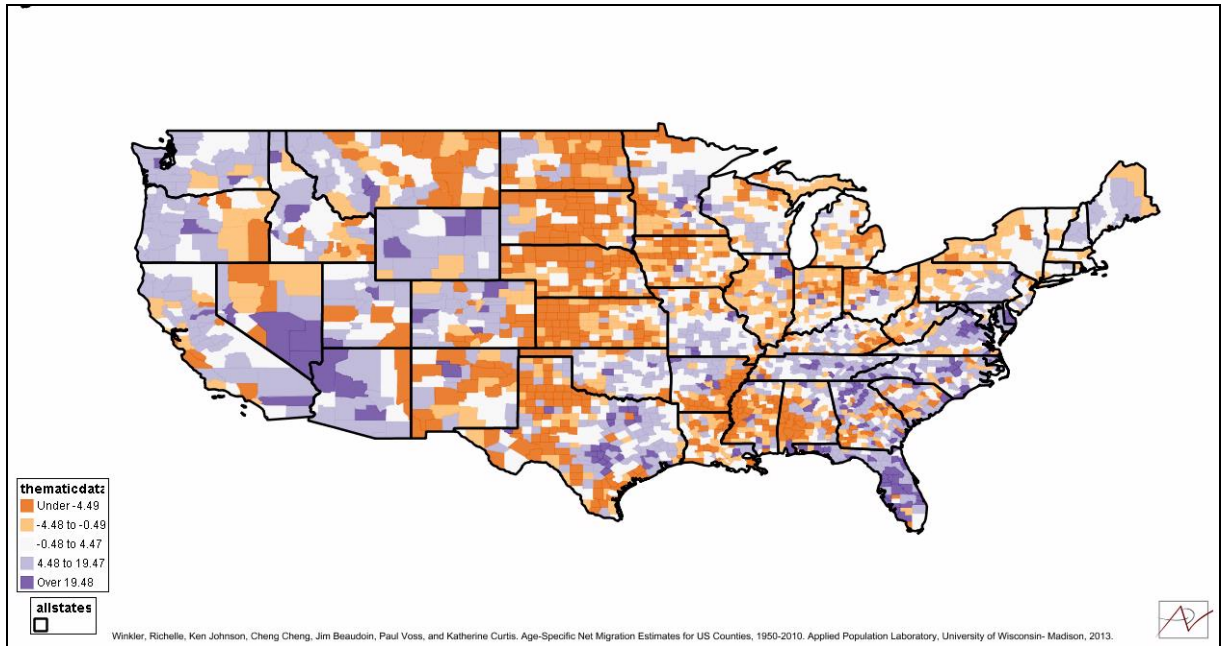 thematicdata
Under -4.49
-4.48 to -0.49
-0.48 to 4.47
4.48 to 19.47
Over 19.48
allstates
Winkler, Richelle, Ken Johnson, Cheng Cheng, Jim Beaudoin, Paul Voss, and Katherine Curtis. Age-Specific Net Migration Estimates for US Counties, 1950-2010. Applied Population Laboratory, University of Wisconsin- Madison, 2013.